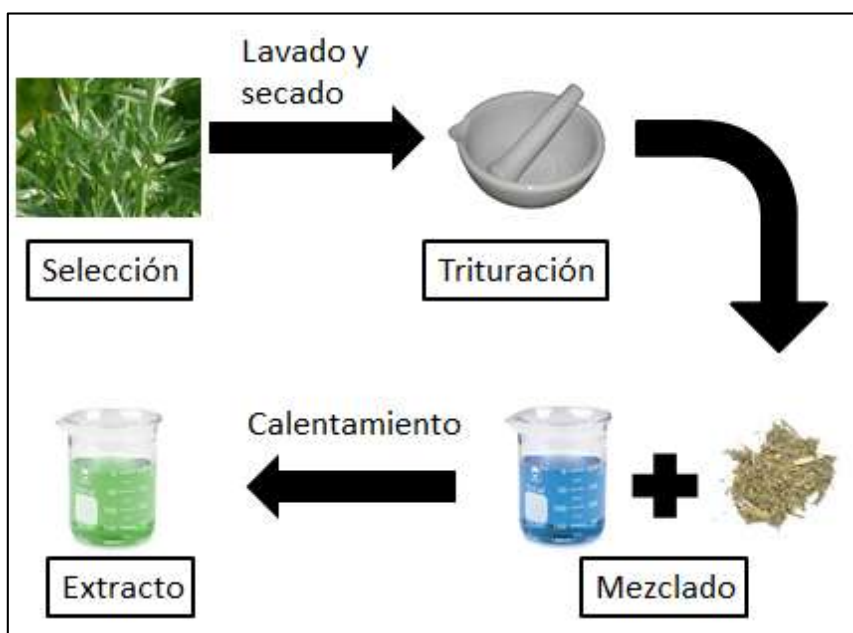 Lavado y
secado
Selección
Trituración
Calentamiento
Extracto
Mezclado